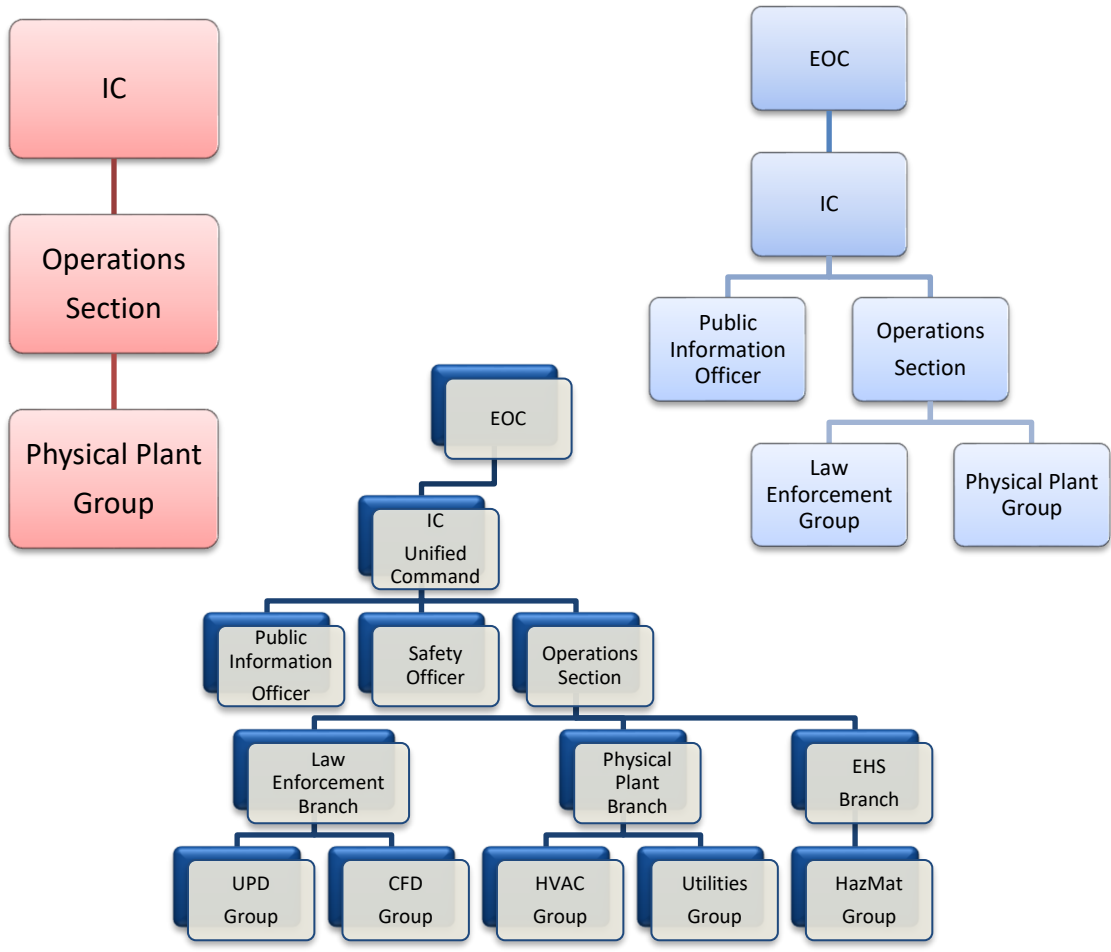 IC
Operations
Section
Physical Plant
Group
EOC
IC
Public
Information
Officer
Operations
Section
Law
Enforcement
Group
Physical Plant
Group
EOC
IC
Unified
Command
Public
Information
Officer
Safety
Officer
Operations
Section
Law
Enforcement
Branch
Physical
Plant
Branch
EHS
Branch
UPD
Group
CFD
Group
HVAC
Group
Utilities
Group
HazMat
Group